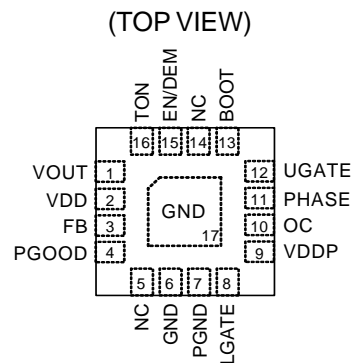 (TOP VIEW)
TON
EN/DEM
NC
BOOT
16 15 14 13
VOUT 1
VDD 2
FB 3
PGOOD 4
GND
17
12 UGATE
11 PHASE
10 OC
9 VDDP
5 6 7 8
NC
GND
PGND
LGATE